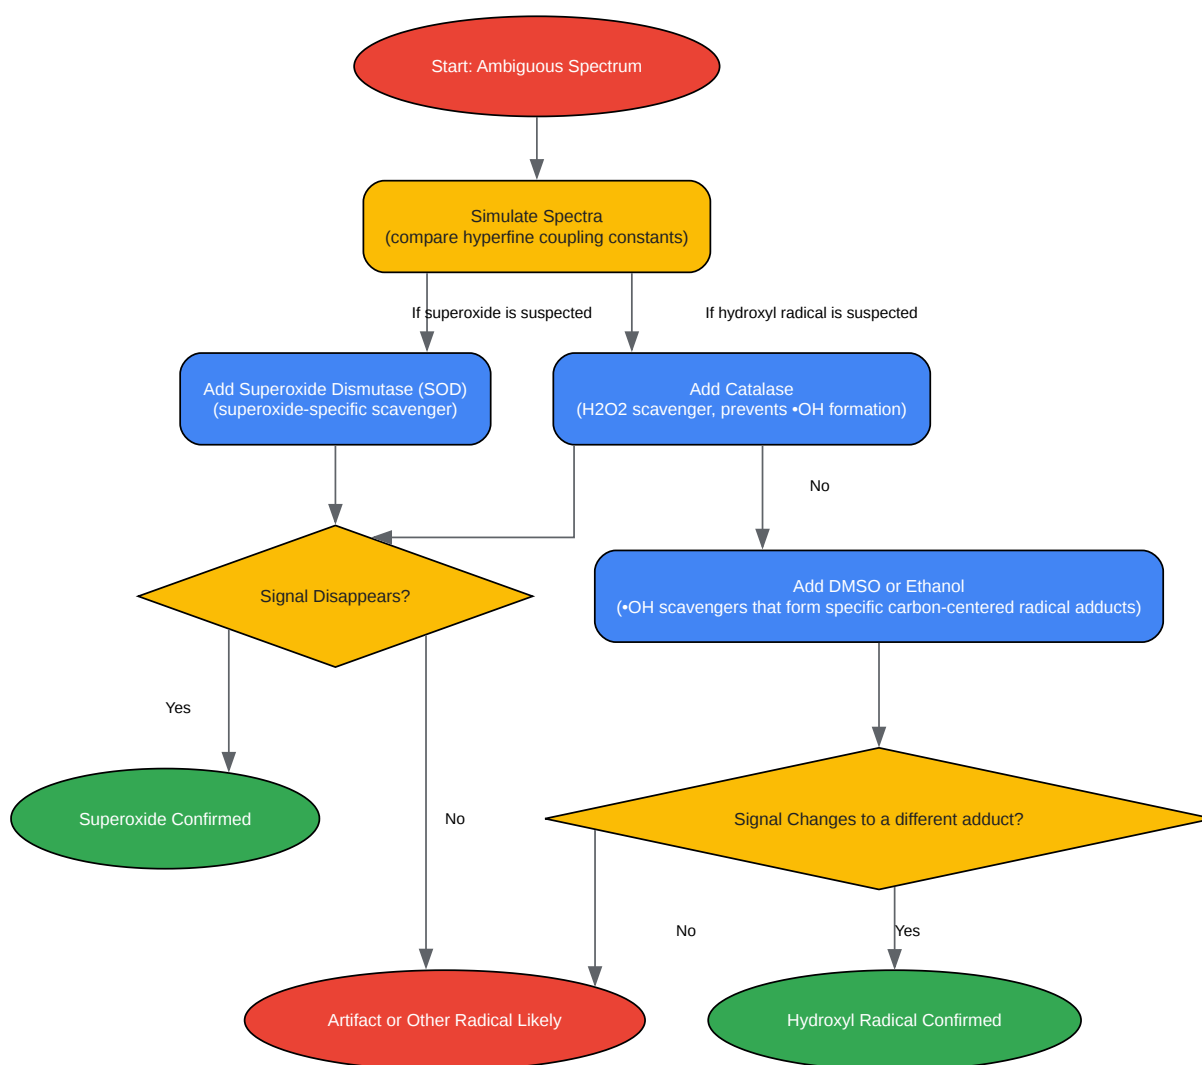 Start: Ambiguous Spectrum
Simulate Spectra
(compare hyperfine coupling constants)
If superoxide is suspected
If hydroxyl radical is suspected
Add Superoxide Dismutase (SOD)
(superoxide-specific scavenger)
Add Catalase
(H2O2 scavenger, prevents •OH formation)
No
Signal Disappears?
Add DMSO or Ethanol
(•OH scavengers that form specific carbon-centered radical adducts)
Yes
Superoxide Confirmed
No
Signal Changes to a different adduct?
No
Yes
Artifact or Other Radical Likely
Hydroxyl Radical Confirmed